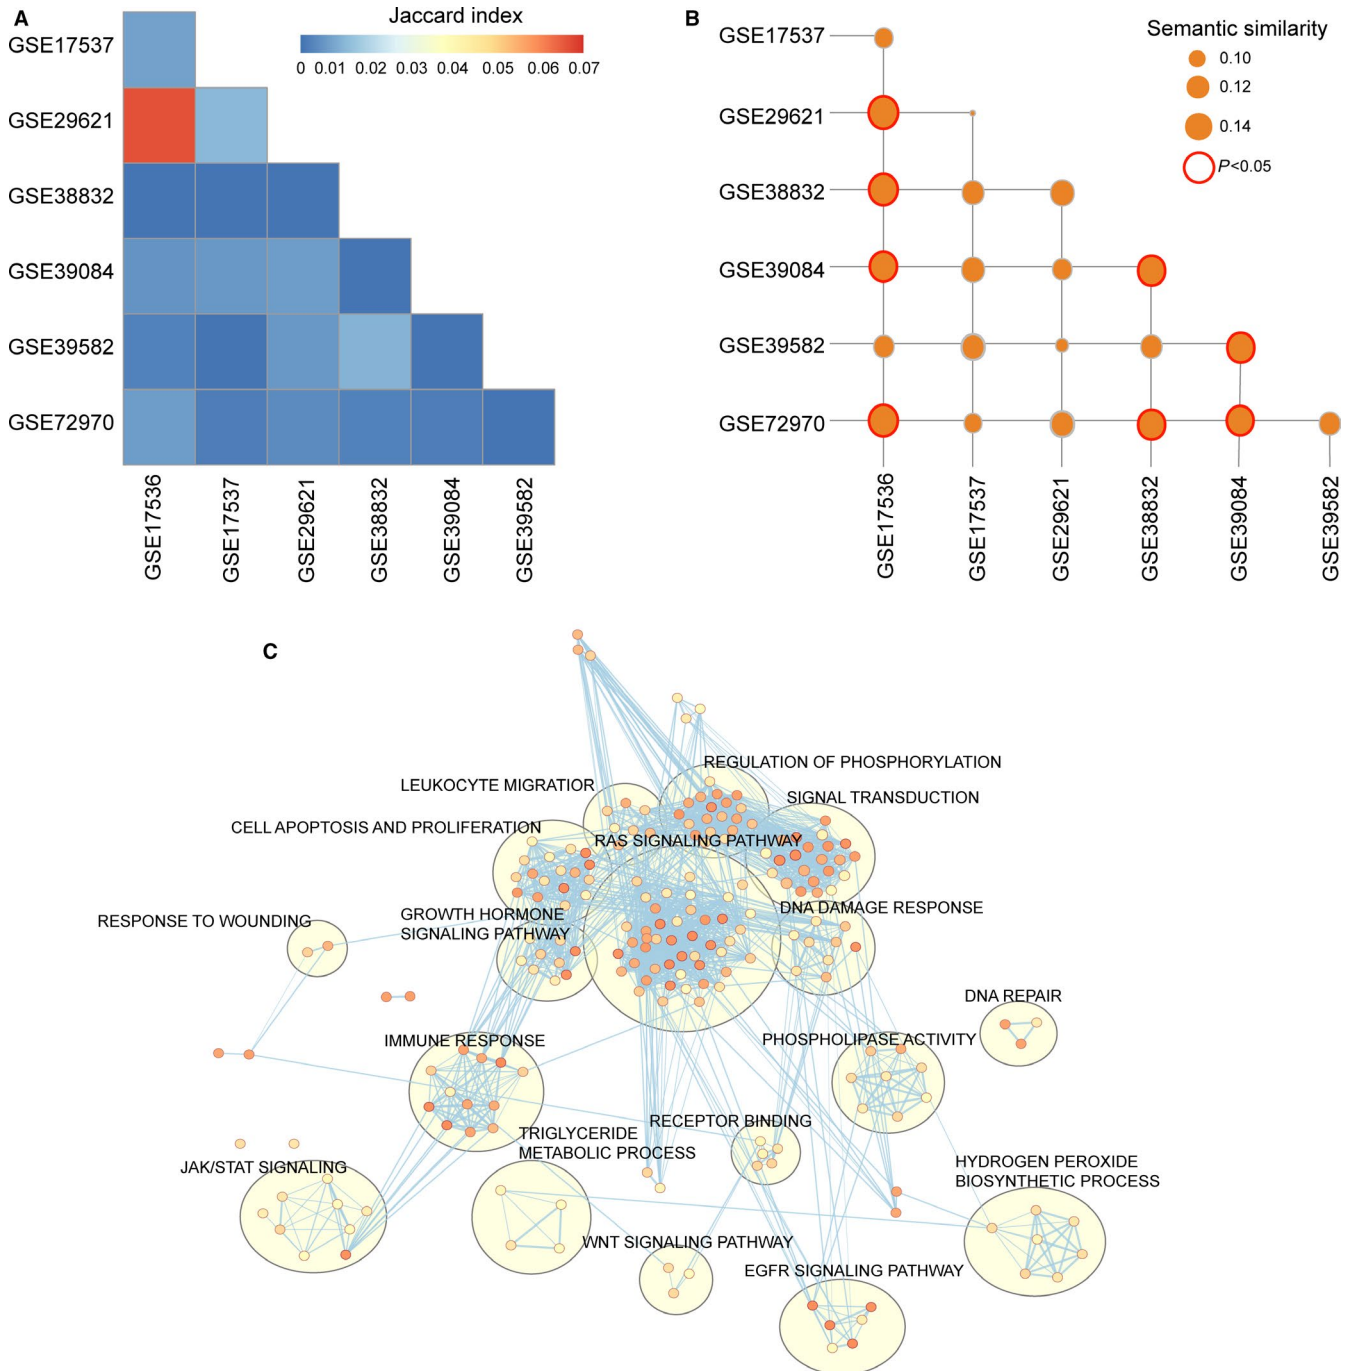 A
Jaccard index
0 0.01 0.02 0.03 0.04 0.05 0.06 0.07
GSE17537
GSE29621
GSE38832
GSE39084
GSE39582
GSE72970
GSE17536
GSE17537
GSE29621
GSE38832
GSE39084
GSE39582
B
Semantic similarity
0.10
0.12
0.14
P<0.05
GSE17537
GSE29621
GSE38832
GSE39084
GSE39582
GSE72970
GSE17536
GSE17537
GSE29621
GSE38832
GSE39084
GSE39582
C
REGULATION OF PHOSPHORYLATION
LEUKOCYTE MIGRATIOR
SIGNAL TRANSDUCTION
CELL APOPTOSIS AND PROLIFERATION
RAS SIGNALING PATHWAY
RESPONSE TO WOUNDING
GROWTH HORMONE
SIGNALING PATHWAY
DNA DAMAGE RESPONSE
DNA REPAIR
IMMUNE RESPONSE
PHOSPHOLIPASE ACTIVITY
RECEPTOR BINDING
TRIGLYCERIDE
METABOLIC PROCESS
JAK/STAT SIGNALING
HYDROGEN PEROXIDE
BIOSYNTHETIC PROCESS
WNT SIGNALING PATHWAY
EGFR SIGNALING PATHWAY